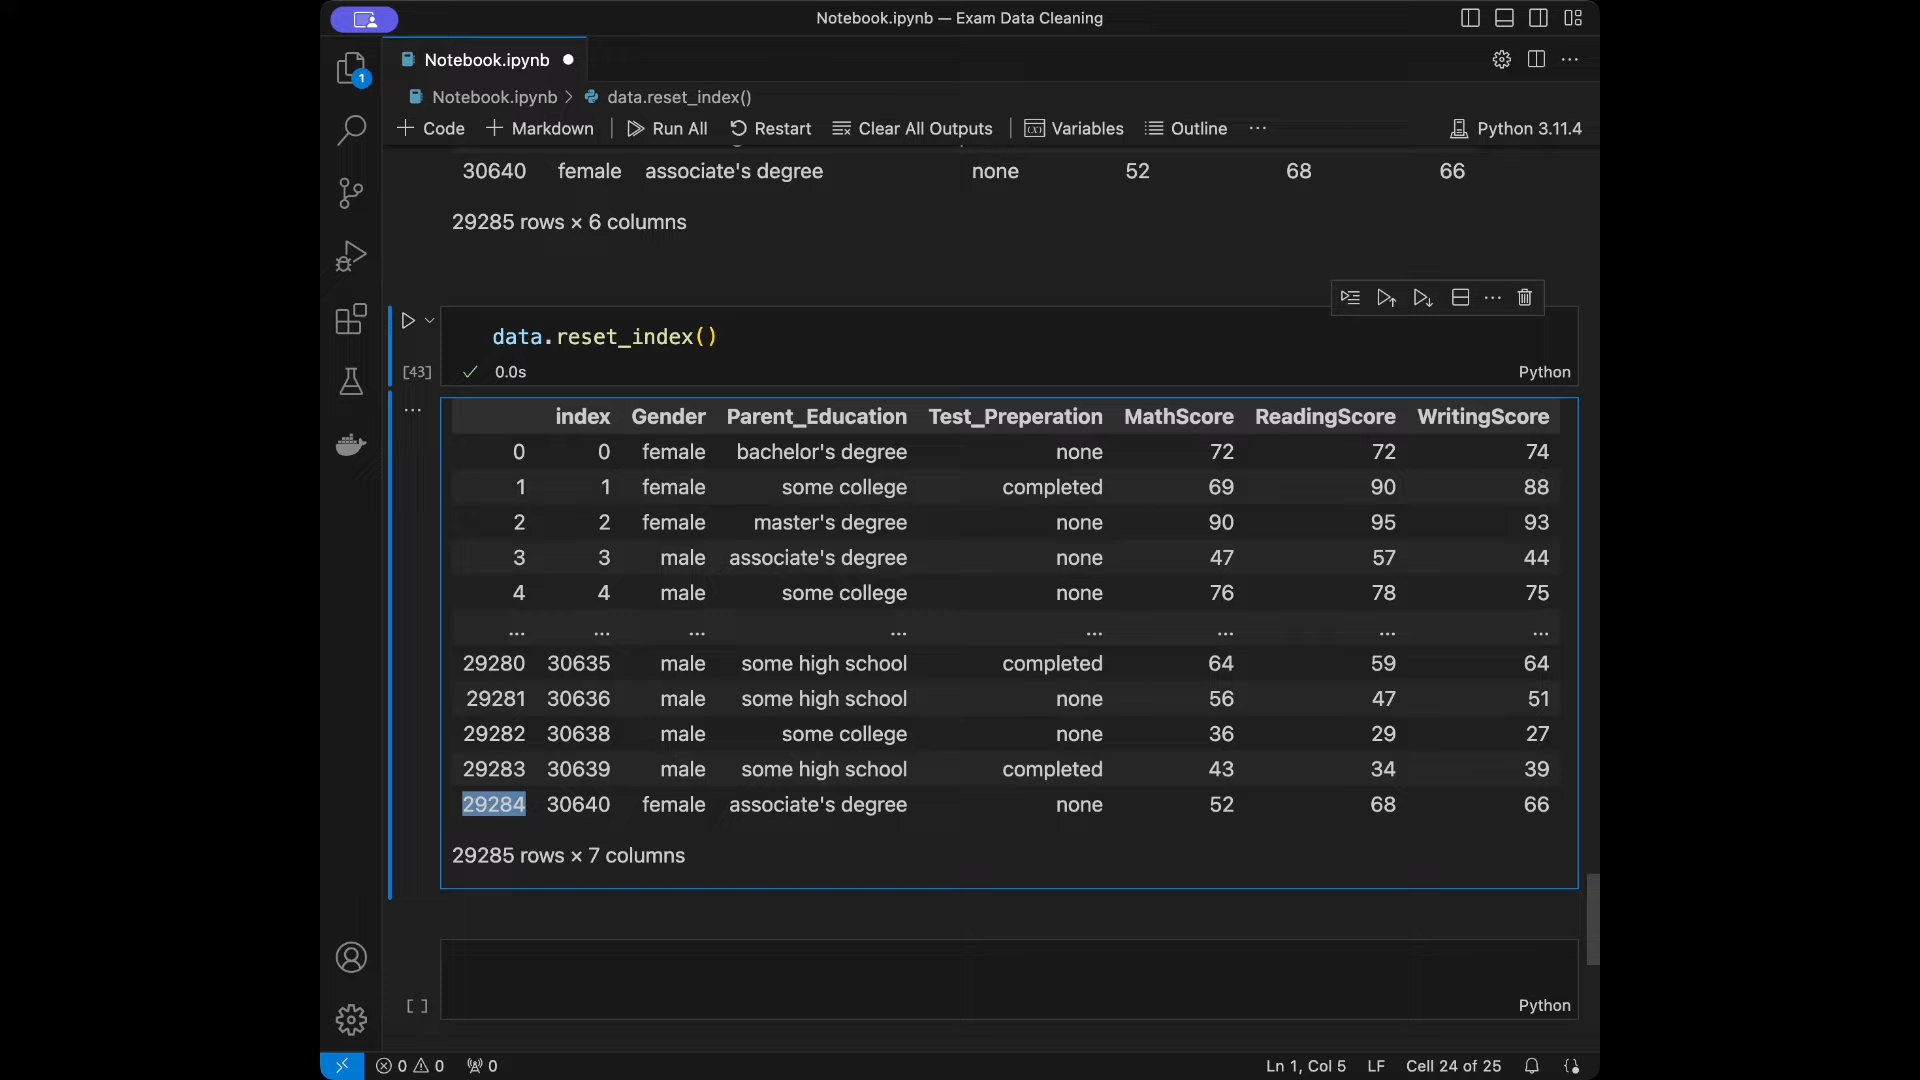 Notebook.ipynb — Exam Data Cleaning
Notebook.ipynb
1
Notebook.ipynb > data.reset_index()
Code Markdown Run All Restart Clear All Outputs Variables Outline ... Python 3.11.4
30640 female associate's degree none 52 68 66
29285 rows × 6 columns
data.reset_index()
[43] 0.0s Python
index Gender Parent_Education Test_Preperation MathScore ReadingScore WritingScore
0 0 female bachelor's degree none 72 72 74
1 1 female some college completed 69 90 88
2 2 female master's degree none 90 95 93
3 3 male associate's degree none 47 57 44
4 4 male some college none 76 78 75
... ... ... ... ... ... ... ...
29280 30635 male some high school completed 64 59 64
29281 30636 male some high school none 56 47 51
29282 30638 male some college none 36 29 27
29283 30639 male some high school completed 43 34 39
29284 30640 female associate's degree none 52 68 66
29285 rows × 7 columns
[ ] Python
0 0 0 Ln 1, Col 5 LF Cell 24 of 25